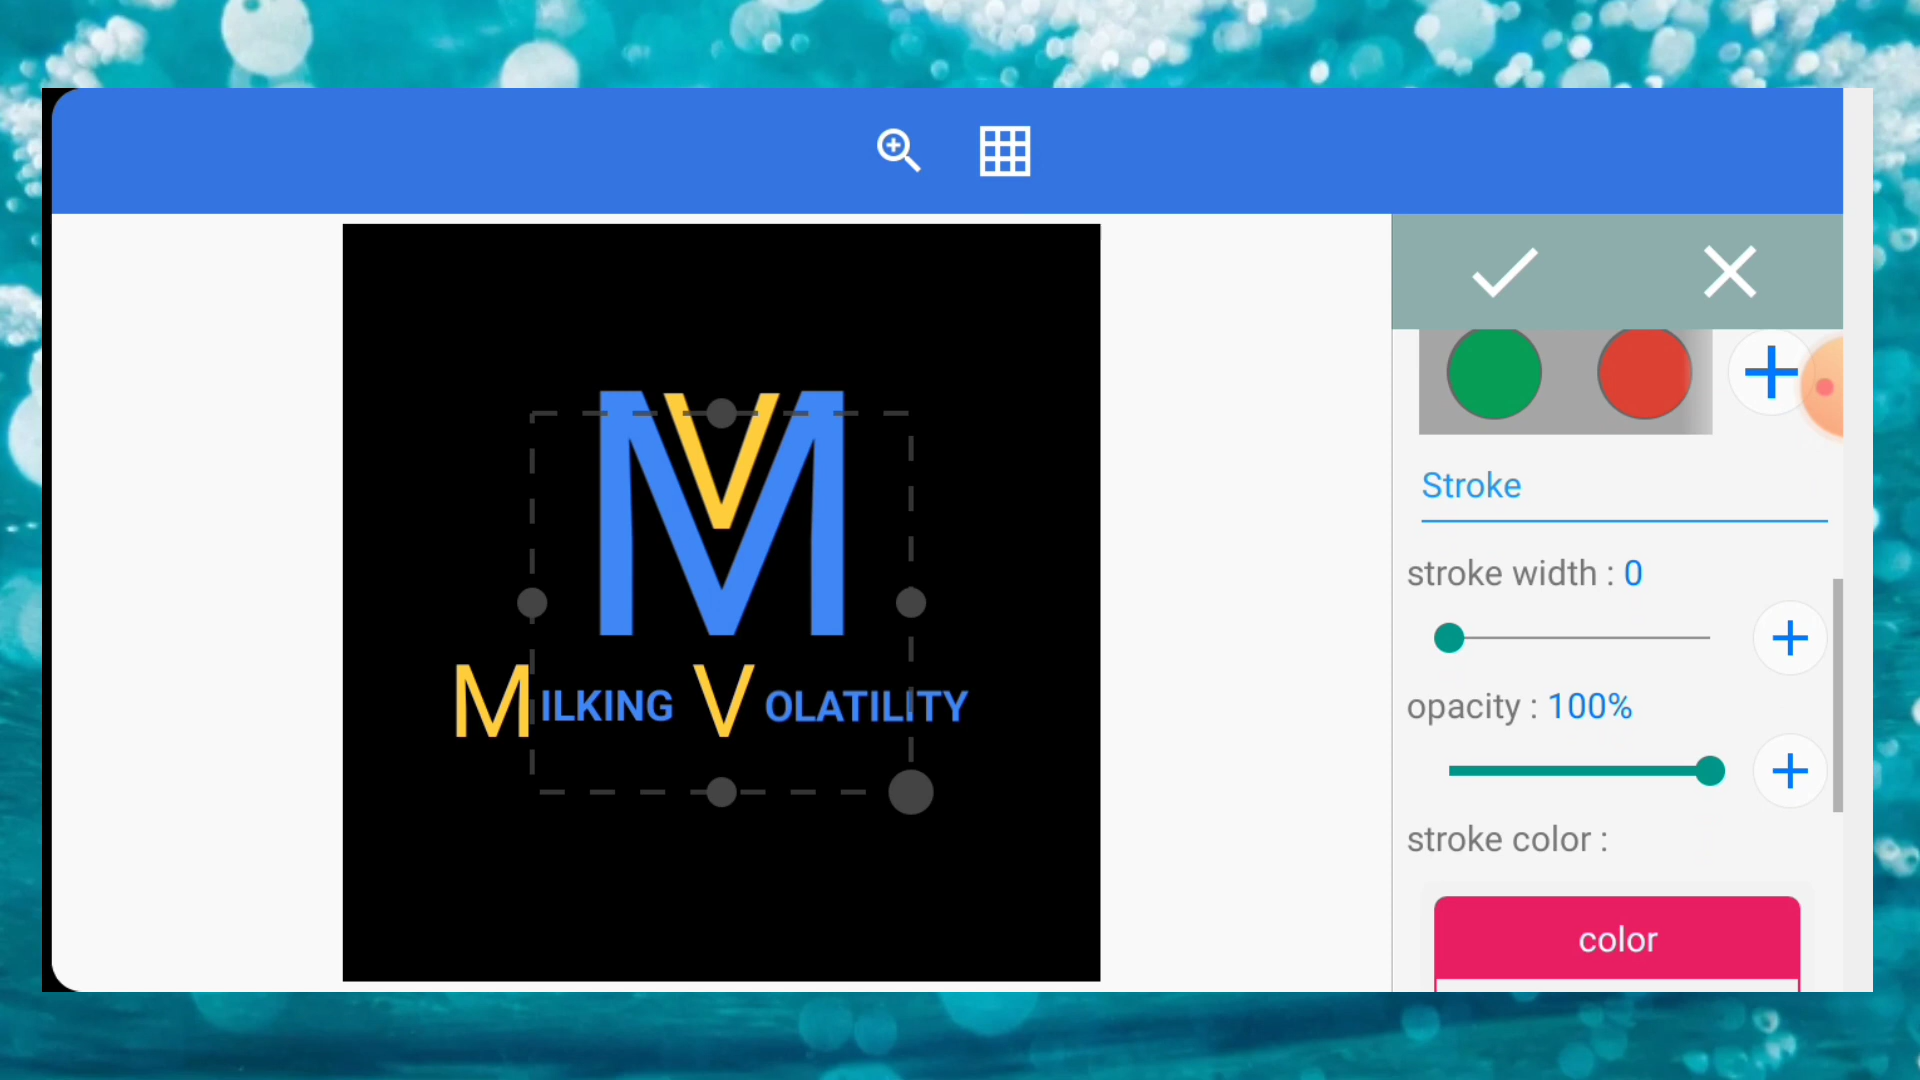 MV
MILKING VOLATILITY
Stroke
stroke width : 0
opacity : 100%
stroke color :
color